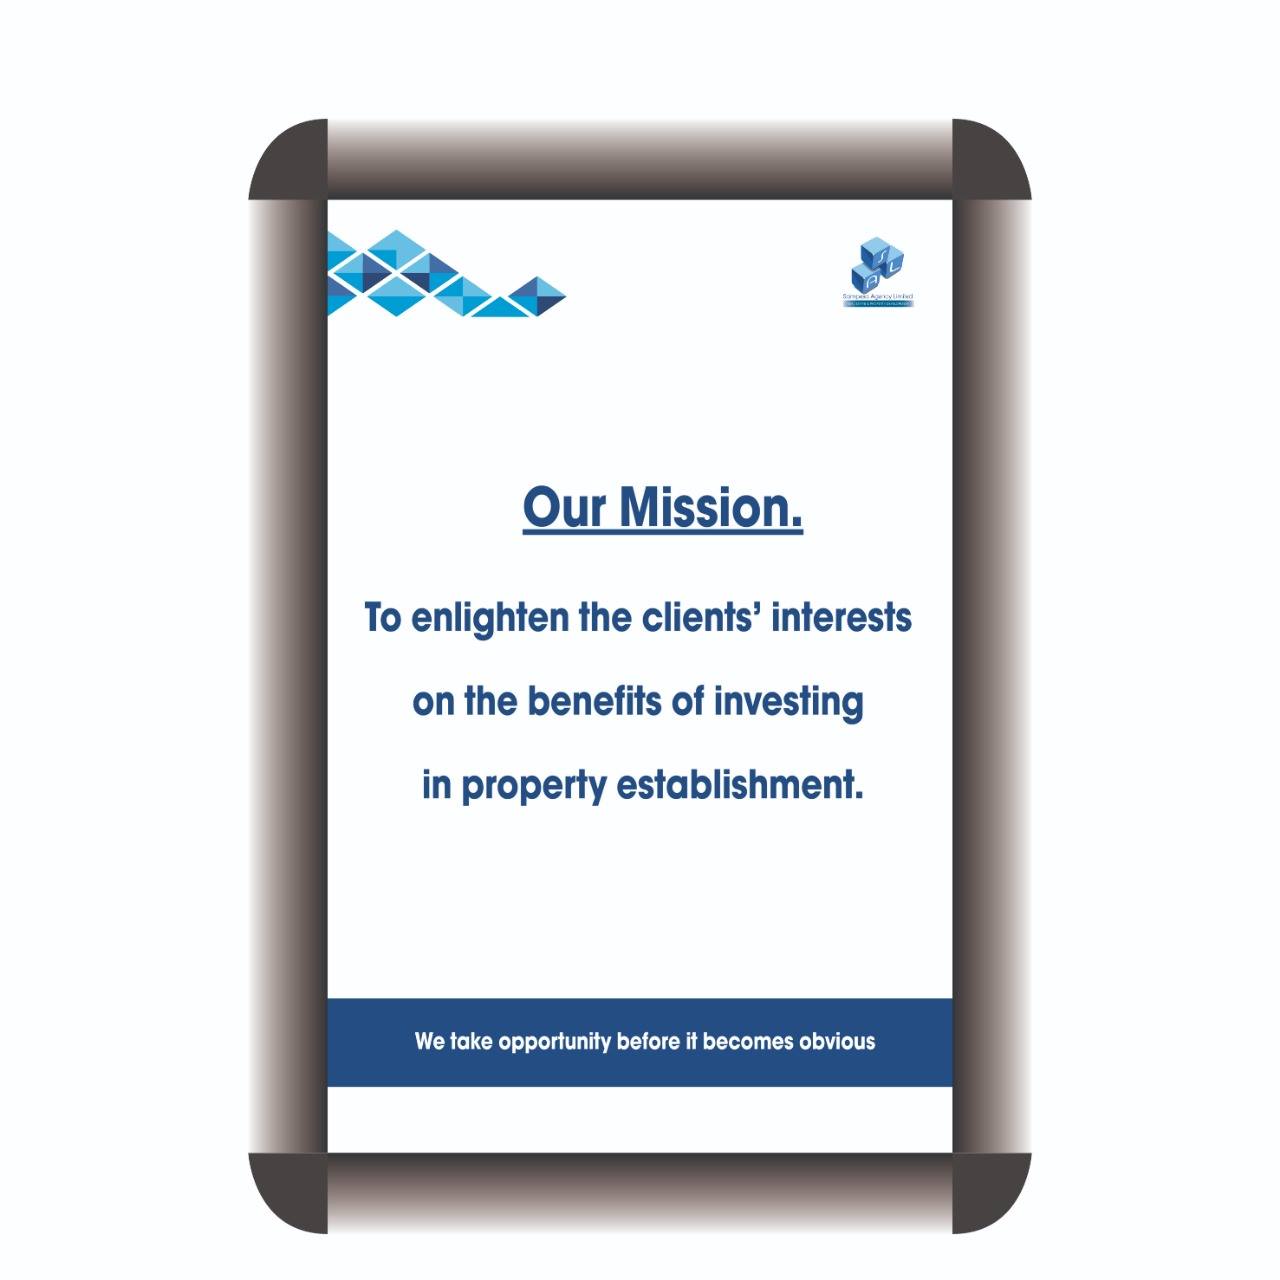 S
A L
Our Mission.
To enlighten the clients' interests
on the benefits of investing
in property establishment.
We take opportunity before it becomes obvious